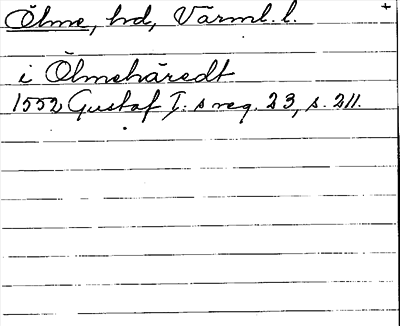 Ölme, hd, Värml. l. +
i Ölmehäredt
1552 Gustaf I:s reg. 23, s. 211.